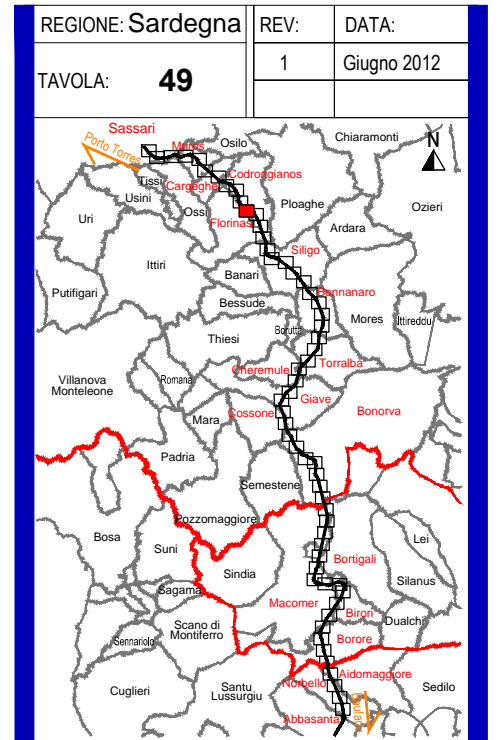 REGIONE: Sardegna
REV:
DATA:
TAVOLA: 49
1
Giugno 2012
Sassari
Porto Torres
Muros
Osilo
Chiaramonti
N
Tissi
Cargeghe
Codrongianos
Usini
Ossi
Ploaghe
Ozieri
Uri
Florinas
Ardara
Siligo
Ittiri
Banari
Bonnanaro
Putifigari
Bessude
Mores
Ittireddu
Borutta
Thiesi
Torralba
Cheremule
Villanova
Monteleone
Romana
Giave
Cossone
Bonorva
Mara
Padria
Semestene
Pozzomaggiore
Bosa
Suni
Lei
Bortigali
Sindia
Silanus
Sagama
Macomer
Birori
Dualchi
Scano di
Montiferro
Sennariolo
Borore
Aidomaggiore
Norbello
Cuglieri
Santu
Lussurgiu
Sedilo
Abbasanta